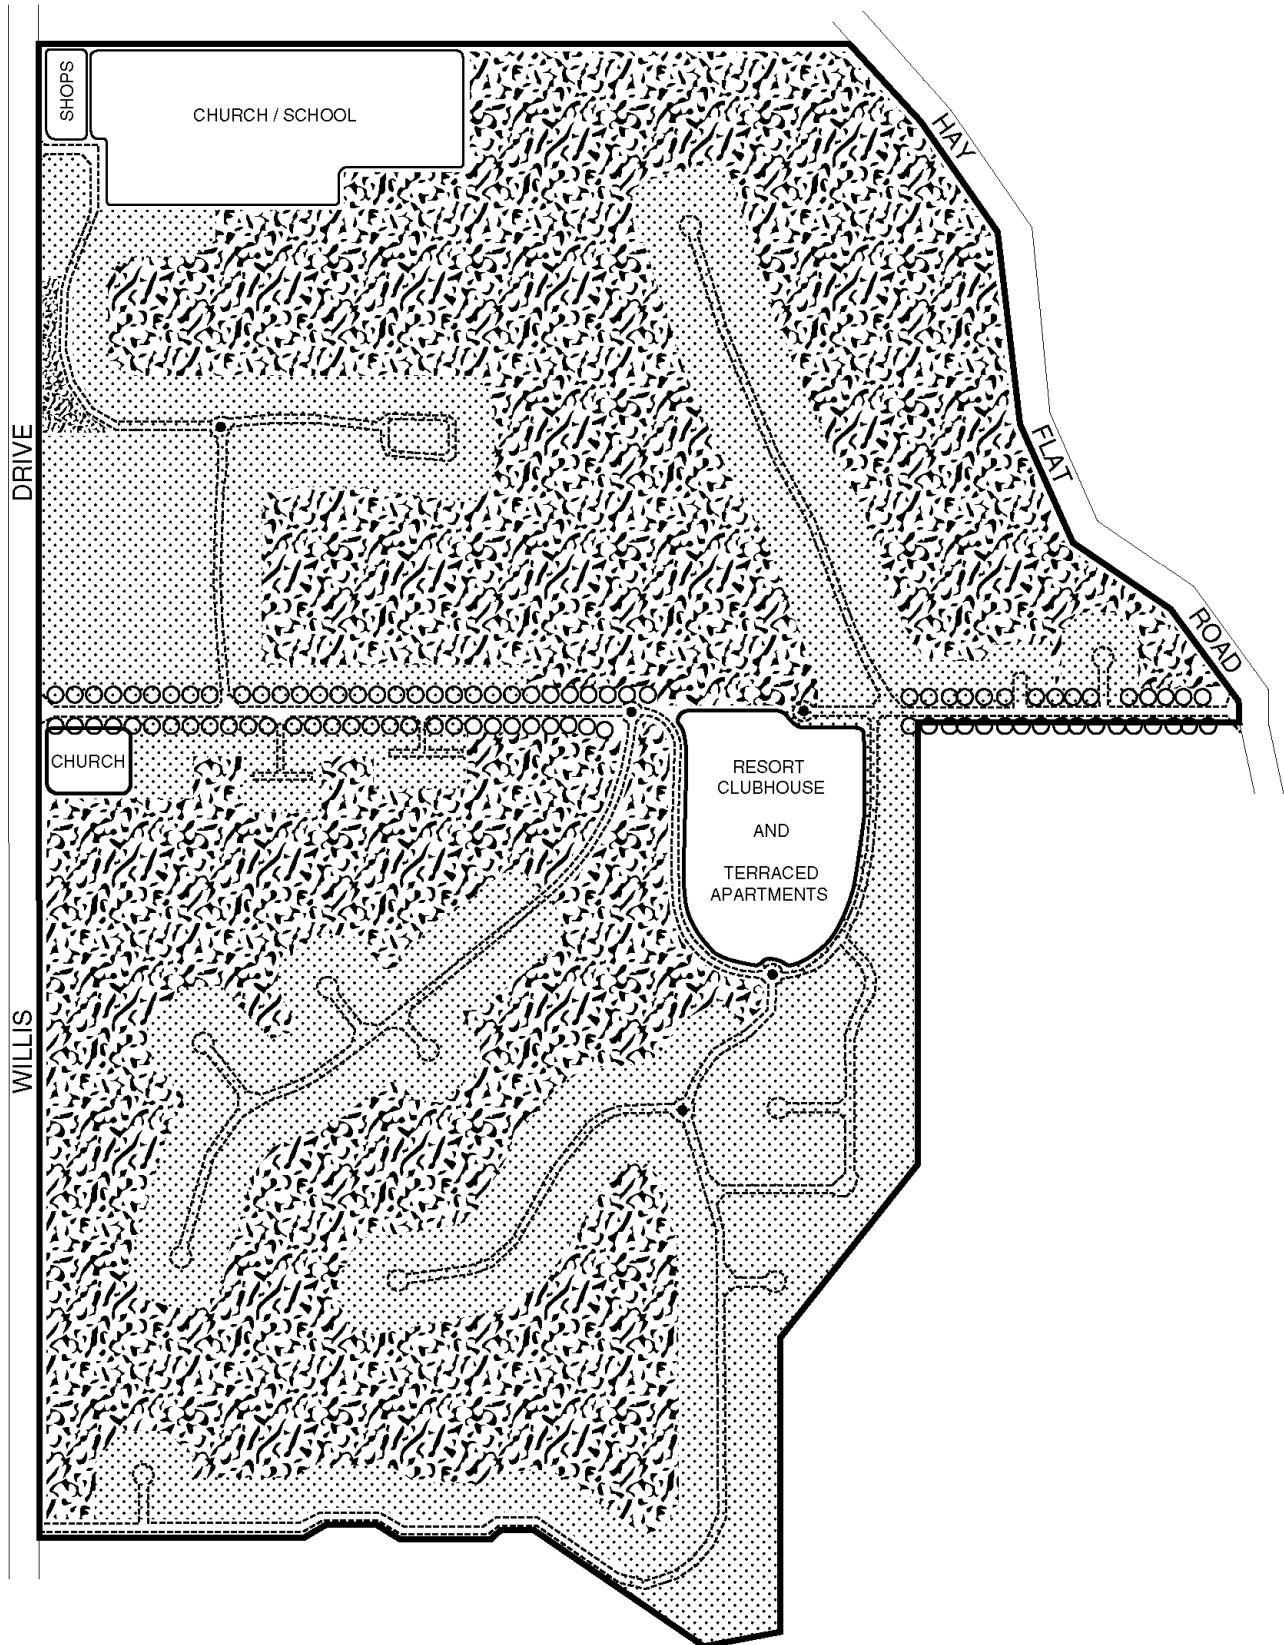 SHOPS
CHURCH / SCHOOL
HAY
FLAT
ROAD
DRIVE
WILLIS
CHURCH
RESORT
CLUBHOUSE
AND
TERRACED
APARTMENTS